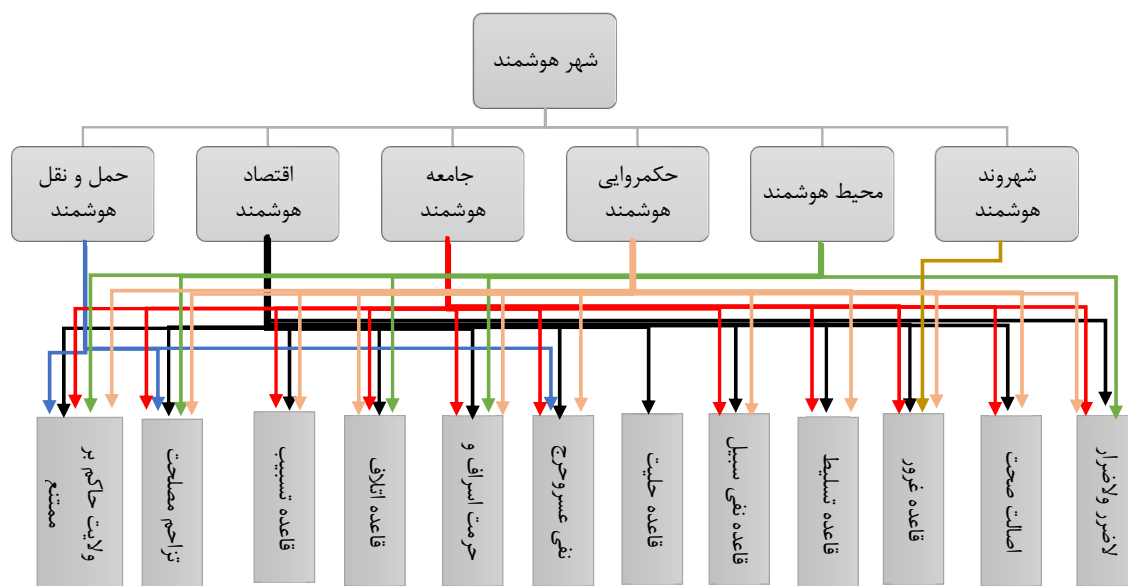 شهر هوشمند
شهروند
هوشمند
محیط هوشمند
حکمروایی
هوشمند
جامعه
هوشمند
اقتصاد
هوشمند
حمل و نقل
هوشمند
لاضرر ولاضرار
اصالت صحت
قاعده غرور
قاعده تسلیط
قاعده نفی سبیل
قاعده حلیت
نفی عسروحرج
حرمت اسراف و
قاعده اتلاف
قاعده تسبیب
تزاحم مصلحت
ولایت حاکم بر
ممتنع